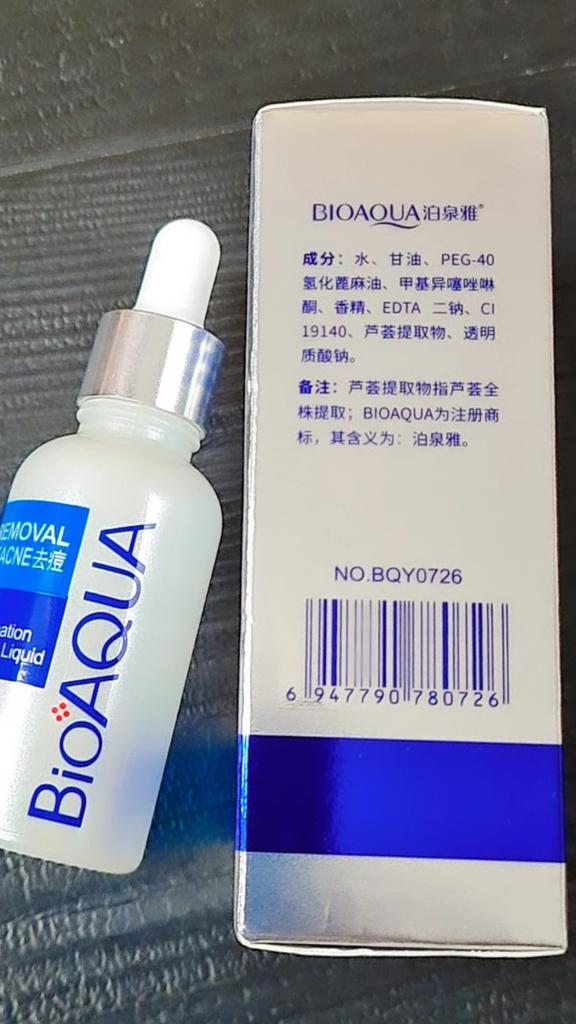 BIOAQUA泊泉雅®
成分：水、甘油、PEG-40
氢化蓖麻油、甲基异噻唑啉
酮、香精、EDTA 二钠、CI
19140、芦荟提取物、透明
质酸钠。
备注：芦荟提取物指芦荟全
株提取；BIOAQUA为注册商
标，其含义为：泊泉雅。
NO.BQY0726
6 947790 780726
EMOVAL
ACNE去痘
ation
Liquid
BIOAQUA